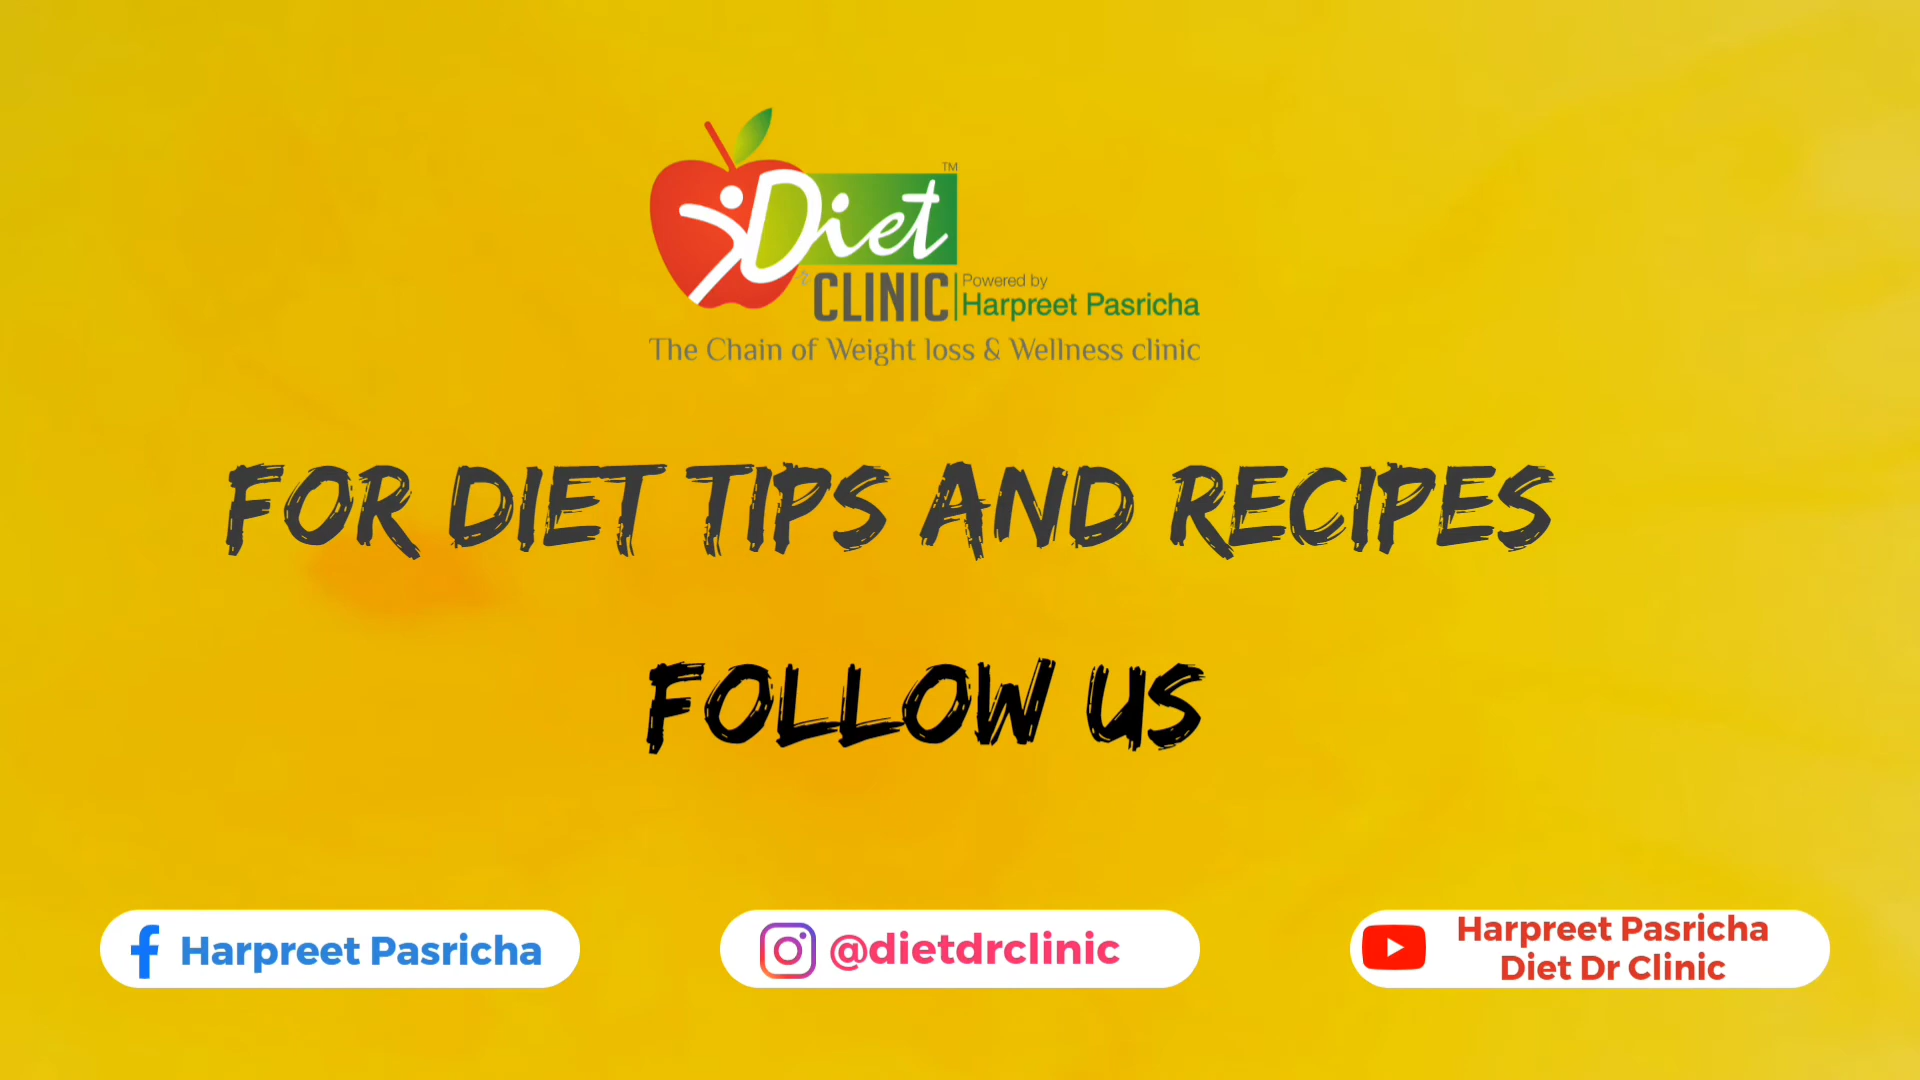 Diet
TM
CLINIC
Powered by
Harpreet Pasricha
The Chain of Weight loss & Wellness clinic
FOR DIET TIPS AND RECIPES
FOLLOW US
Harpreet Pasricha
@dietdrclinic
Harpreet Pasricha
Diet Dr Clinic